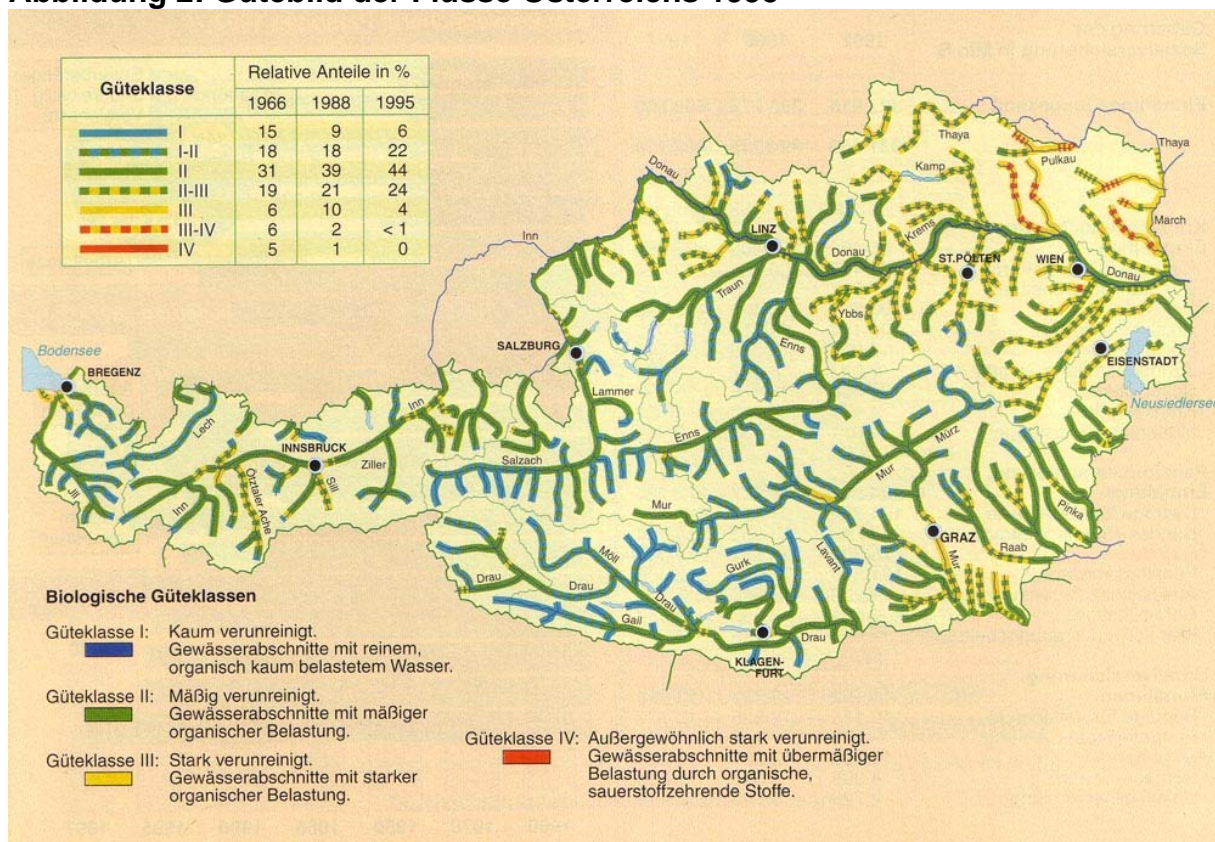 Abbildung 2: Gütebild der Flüsse Österreichs
Güteklasse
Relative Anteile in %
1966 1988 1995
I 15 9 6
I-II 18 18 22
II 31 39 44
II-III 19 21 24
III 6 10 4
III-IV 6 2 < 1
IV 5 1 0
Thaya
Thaya
Pulkau
Kamp
Donau
Inn
LINZ
Krems
March
Donau
ST.PÖLTEN
WIEN
Donau
Traun
Ybbs
Enns
SALZBURG
EISENSTADT
Bodensee
BREGENZ
Lammer
Neusiedlersee
Inn
Lech
Enns
Mürz
INNSBRUCK
Ziller
Salzach
Mur
Sill
Ötztaler Ache
Ill
Inn
Mur
Pinka
GRAZ
Raab
Mur
Möll
Gurk
Lavant
Drau
Drau
Drau
Gail
Drau
KLAGEN-
FURT
Biologische Güteklassen
Güteklasse I: Kaum verunreinigt.
Gewässerabschnitte mit reinem,
organisch kaum belastetem Wasser.
Güteklasse II: Mäßig verunreinigt.
Gewässerabschnitte mit mäßiger
organischer Belastung.
Güteklasse III: Stark verunreinigt.
Gewässerabschnitte mit starker
organischer Belastung.
Güteklasse IV: Außergewöhnlich stark verunreinigt.
Gewässerabschnitte mit übermäßiger
Belastung durch organische,
sauerstoffzehrende Stoffe.